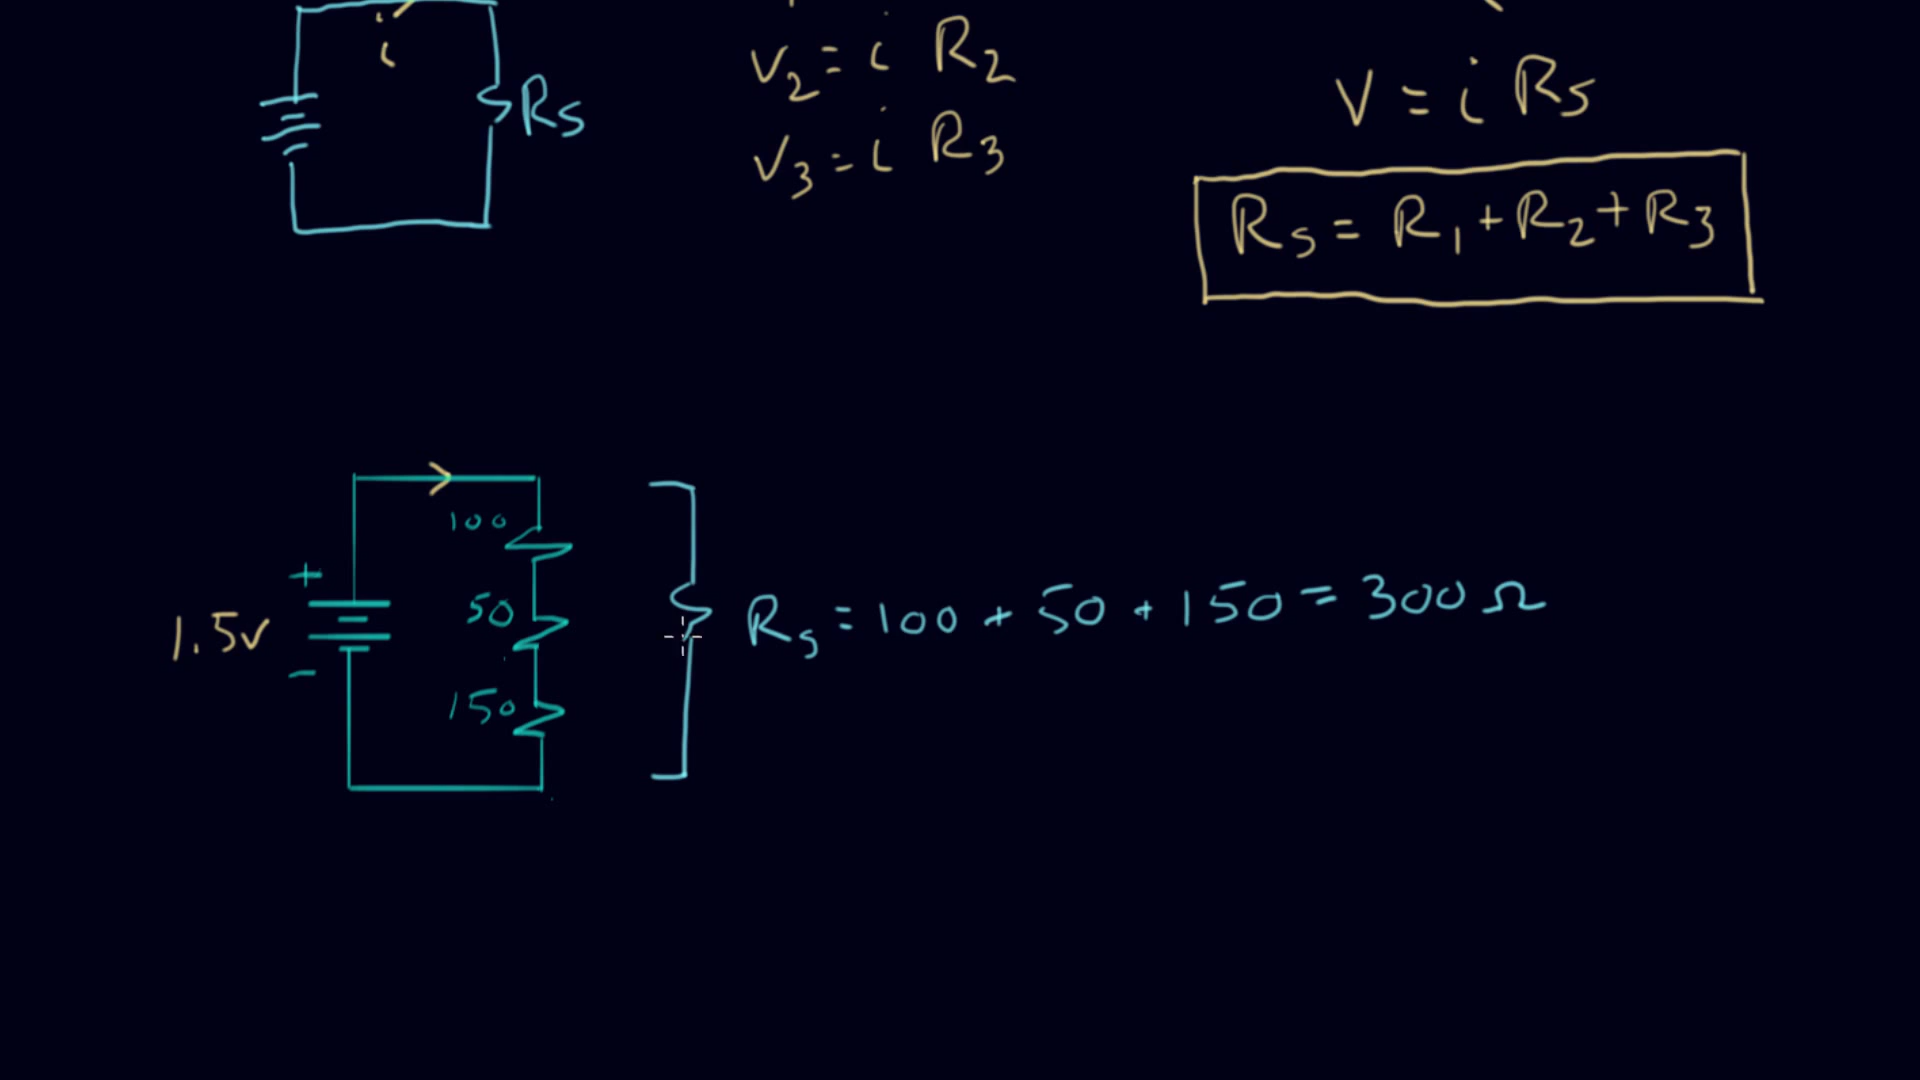 i
Rs
v2 = i R2
v3 = i R3
V = i Rs
Rs = R1 + R2 + R3
1.5v
+
-
100
50
150
Rs = 100 + 50 + 150 = 300 Ω